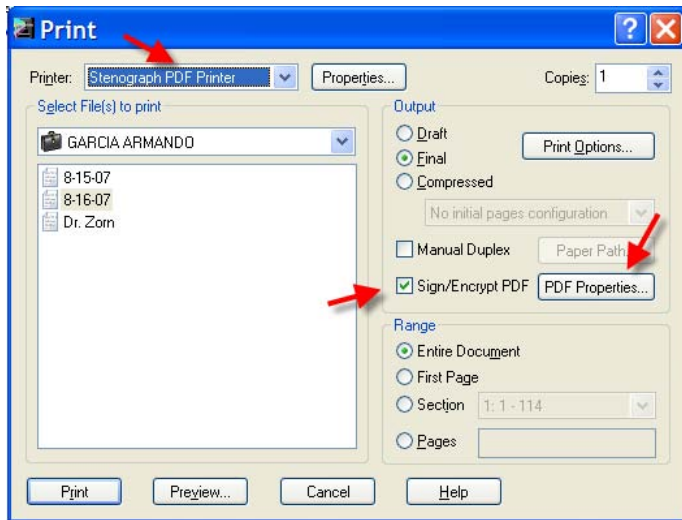 Print
Printer: Stenograph PDF Printer Properties... Copies: 1
Select File(s) to print
GARCIA ARMANDO
8-15-07
8-16-07
Dr. Zorn
Output
Draft
Final
Print Options...
Compressed
No initial pages configuration
Manual Duplex Paper Path.
Sign/Encrypt PDF PDF Properties...
Range
Entire Document
First Page
Section 1: 1 - 114
Pages
Print Preview... Cancel Help